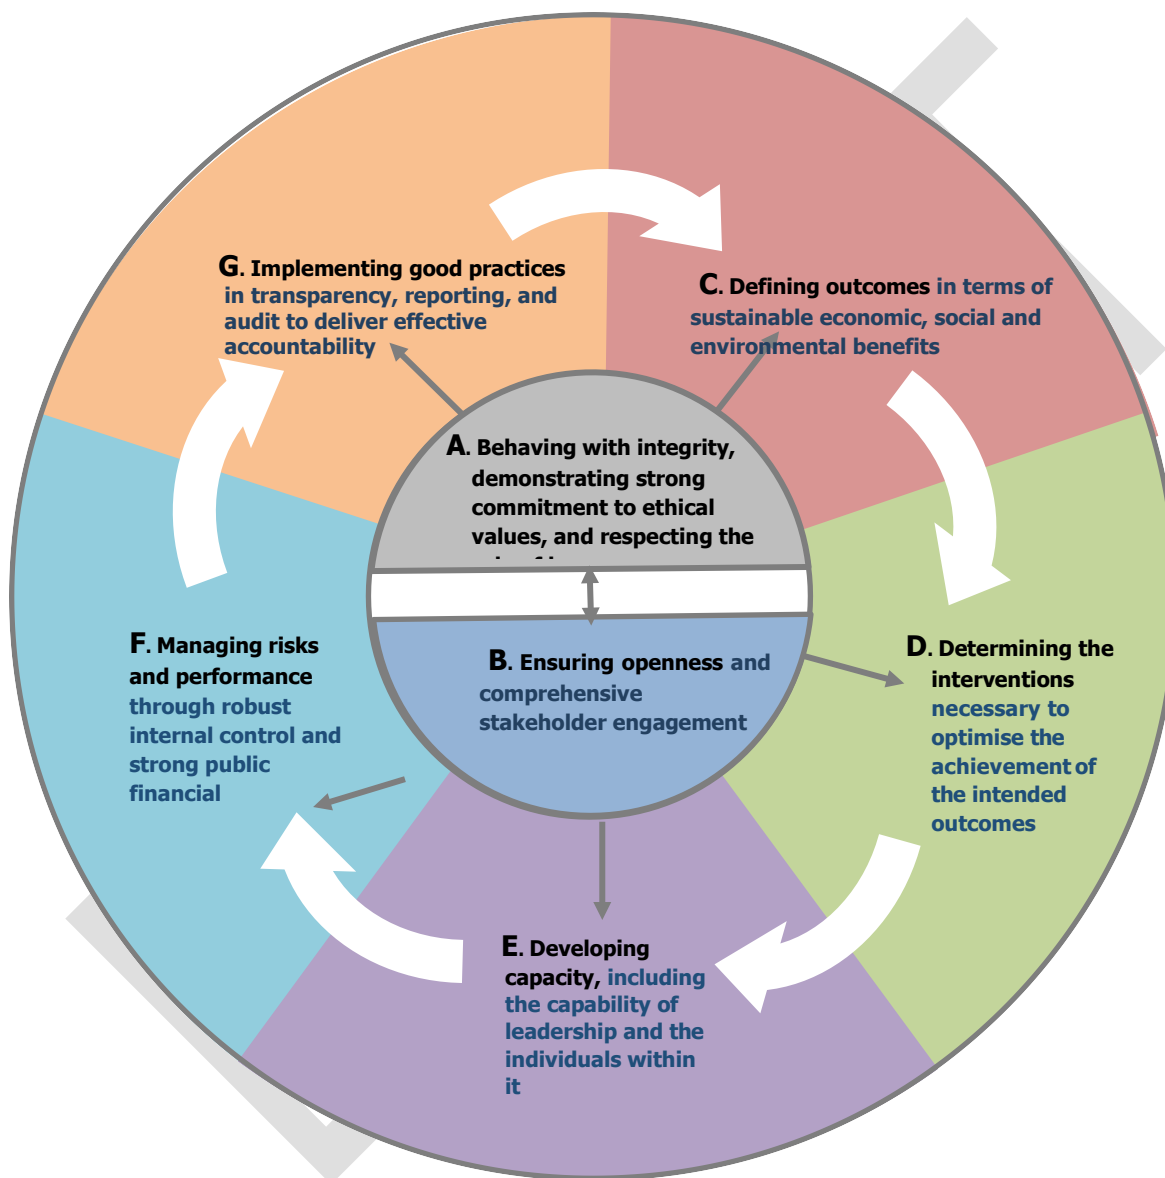 G. Implementing good practices
in transparency, reporting, and
audit to deliver effective
accountability
C. Defining outcomes in terms of
sustainable economic, social and
environmental benefits
A. Behaving with integrity,
demonstrating strong
commitment to ethical
values, and respecting the
B. Ensuring openness and
comprehensive
stakeholder engagement
D. Determining the
interventions
necessary to
optimise the
achievement of
the intended
outcomes
F. Managing risks
and performance
through robust
internal control and
strong public
financial
E. Developing
capacity, including
the capability of
leadership and the
individuals within
it